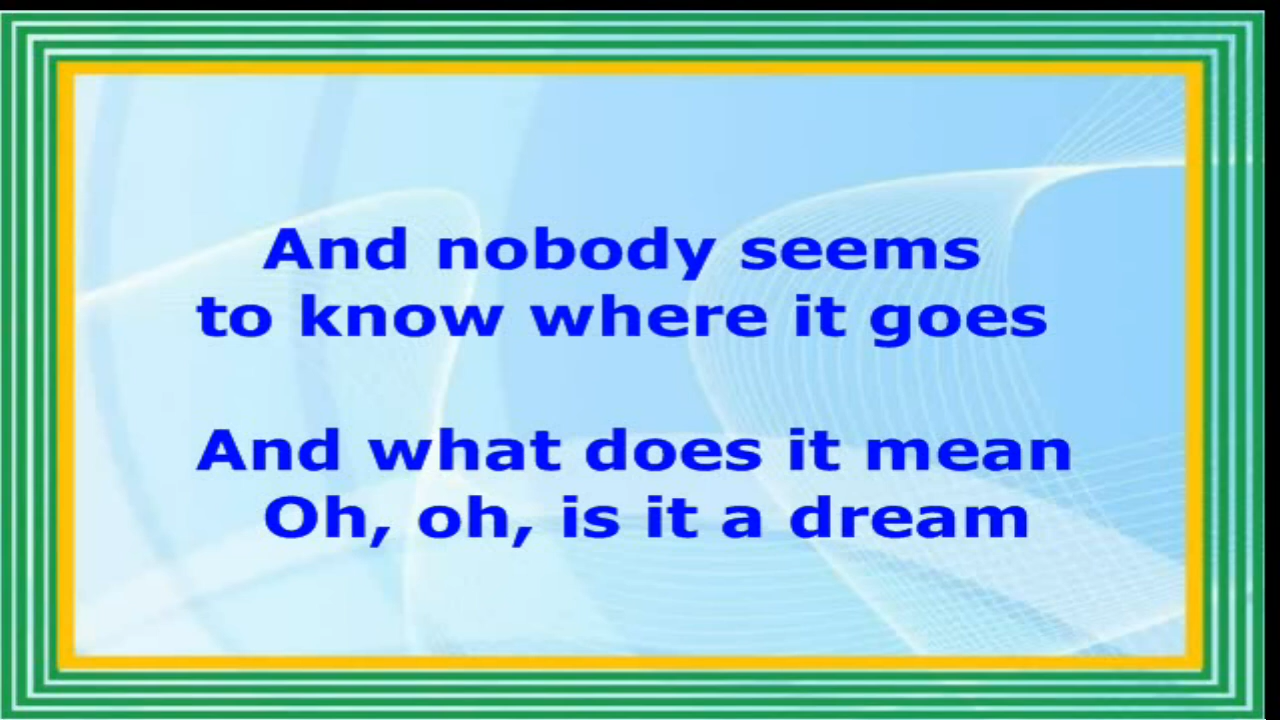 And nobody seems
to know where it goes
And what does it mean
Oh, oh, is it a dream